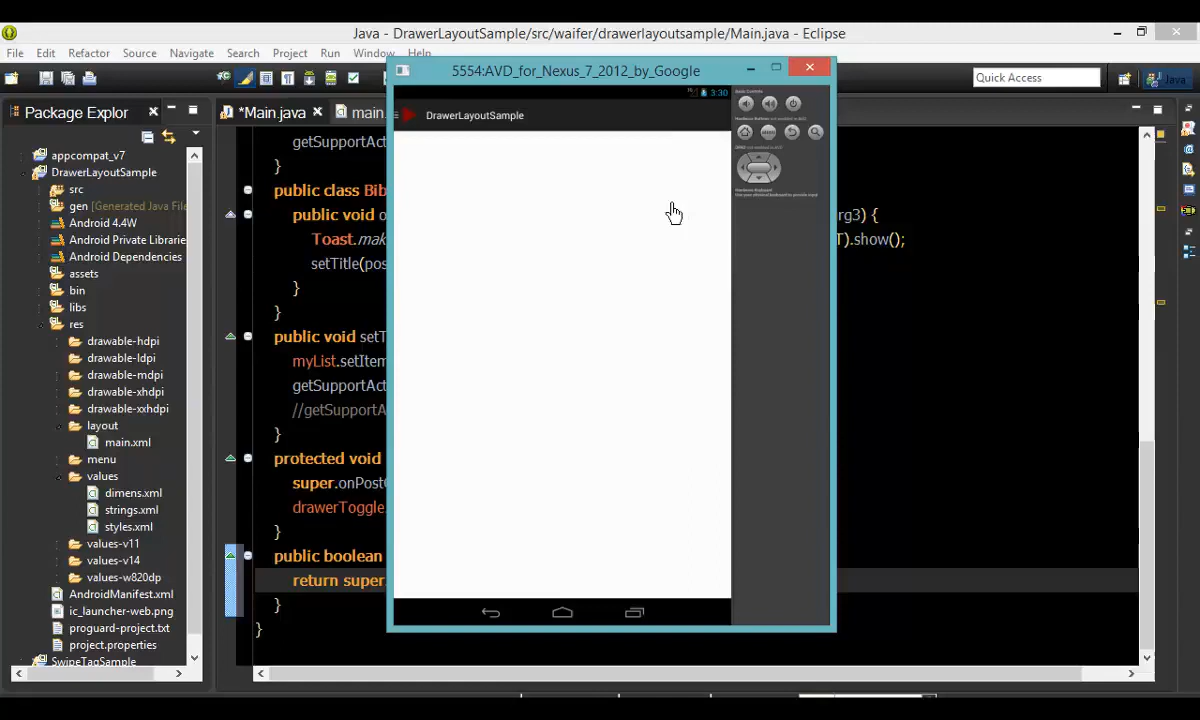 Java - DrawerLayoutSample/src/waifer/drawerlayoutsample/Main.java - Eclipse
File Edit Refactor Source Navigate Search Project Run Window Help
Quick Access
Java
Package Explor
*Main.java
main.
appcompat_v7
DrawerLayoutSample
src
gen [Generated Java File
Android 4.4W
Android Private Librarie
Android Dependencies
assets
bin
libs
res
drawable-hdpi
drawable-ldpi
drawable-mdpi
drawable-xhdpi
drawable-xxhdpi
layout
main.xml
menu
values
dimens.xml
strings.xml
styles.xml
values-v11
values-v14
values-w820dp
AndroidManifest.xml
ic_launcher-web.png
proguard-project.txt
project.properties
SwipeTagSample
getSupportAct
}
public class Bib
public void o
rg3) {
Toast.mak
T).show();
setTitle(pos
}
}
public void setT
myList.setItem
getSupportAct
//getSupportA
}
protected void
super.onPostC
drawerToggle.
}
public boolean
return super.
}
}
5554:AVD_for_Nexus_7_2012_by_Google
3:30
DrawerLayoutSample